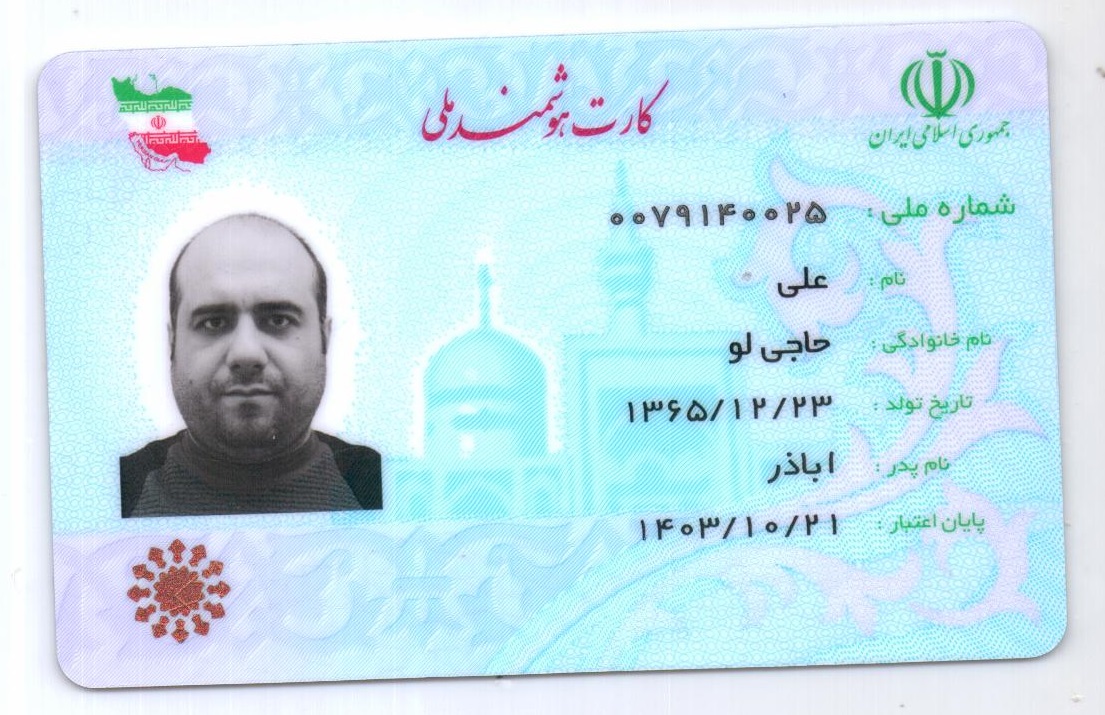 کارت هوشمند ملی
جمهوری اسلامی ایران
شماره ملی : ۰۰۷۹۱۴۰۰۲۵
نام : علی
نام خانوادگی : حاجی لو
تاریخ تولد : ۱۳۶۵/۱۲/۲۳
نام پدر : اباذر
پایان اعتبار : ۱۴۰۳/۱۰/۲۱